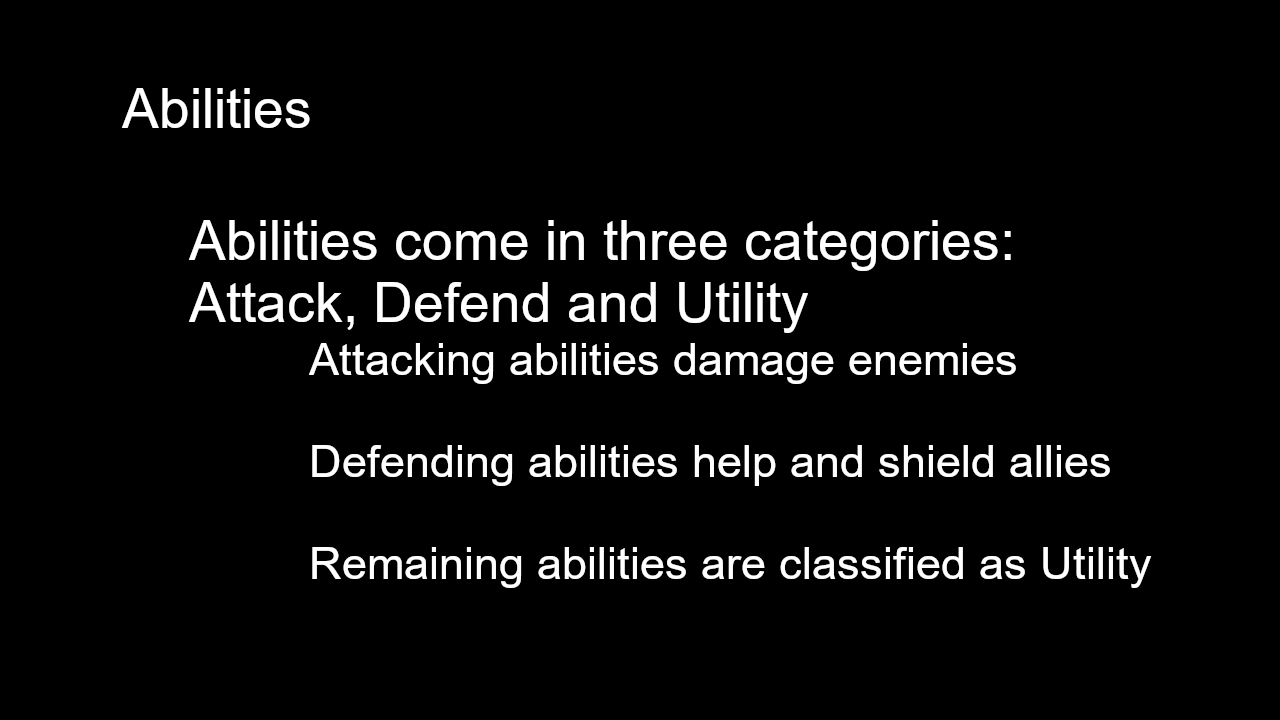 Abilities
Abilities come in three categories:
Attack, Defend and Utility
Attacking abilities damage enemies
Defending abilities help and shield allies
Remaining abilities are classified as Utility